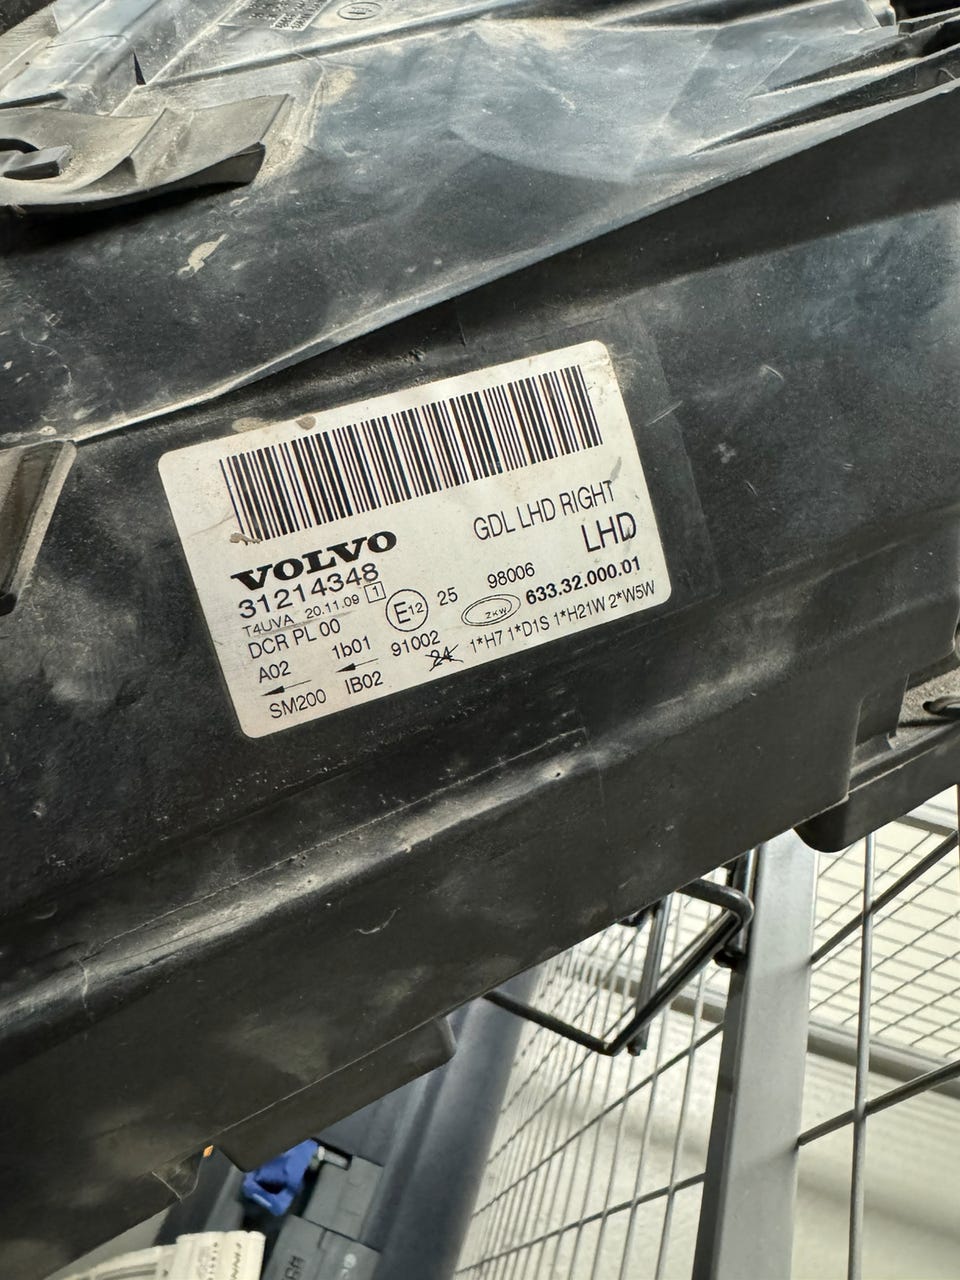 VOLVO
GDL LHD RIGHT
31214348
LHD
T4UVA 20.11.09 1
E12 25
98006
633.32.000.01
DCR PL 00
ZKW
A02 1b01 91002
24 1*H7 1*D1S 1*H21W 2*W5W
SM200 IB02